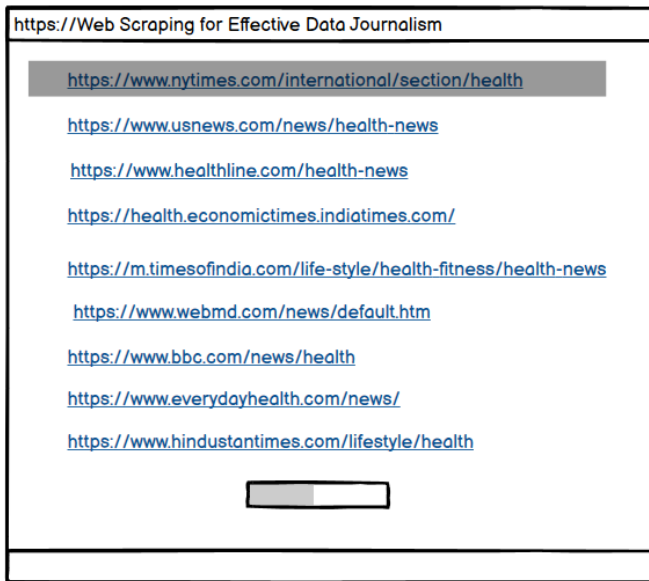 https://Web Scraping for Effective Data Journalism
https://www.nytimes.com/international/section/health
https://www.usnews.com/news/health-news
https://www.healthline.com/health-news
https://health.economictimes.indiatimes.com/
https://m.timesofindia.com/life-style/health-fitness/health-news
https://www.webmd.com/news/default.htm
https://www.bbc.com/news/health
https://www.everydayhealth.com/news/
https://www.hindustantimes.com/lifestyle/health